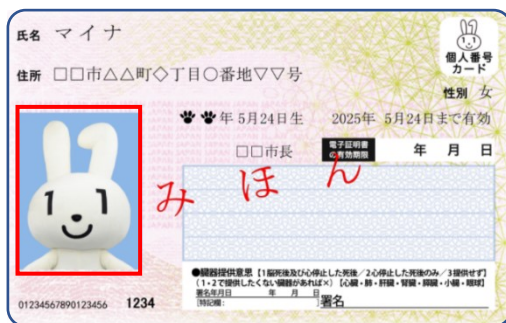 氏名 マイナ
個人番号
カード
住所 □□市△△町◇丁目○番地▽▽号
性別 女
年 5月24日生 2025年 5月24日まで有効
□□市長 電子証明書の有効期限 年 月 日
みほん
1 1
●臓器提供意思【1脳死後及び心停止した死後/2心停止した死後のみ/3提供せず】
(1・2で提供したくない臓器があれば×)【心臓・肺・肝臓・腎臓・膵臓・小腸・眼球】
署名年月日 年 月 日
[特記欄: ] 署名
01234567890123456 1234